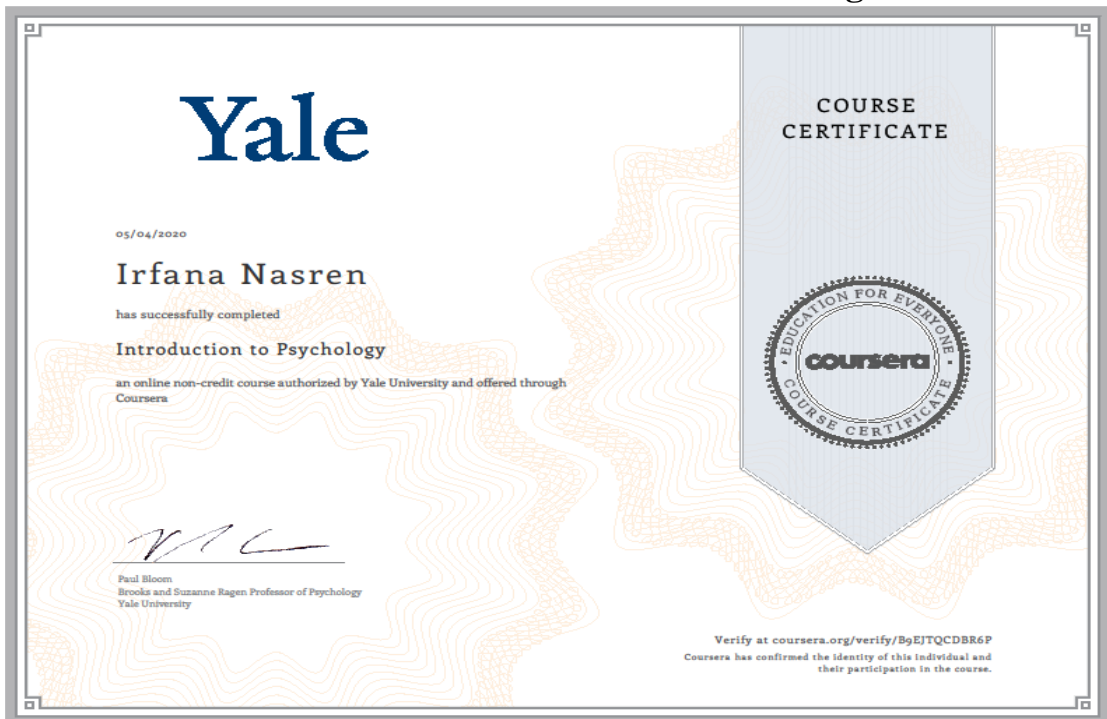 Yale
COURSE
CERTIFICATE
05/04/2020
Irfana Nasren
has successfully completed
Introduction to Psychology
an online non-credit course authorized by Yale University and offered through
Coursera
EDUCATION FOR EVERYONE
coursera
COURSE CERTIFICATE
Paul Bloom
Brooks and Suzanne Ragen Professor of Psychology
Yale University
Verify at coursera.org/verify/B9EJTQCDBR6P
Coursera has confirmed the identity of this individual and
their participation in the course.